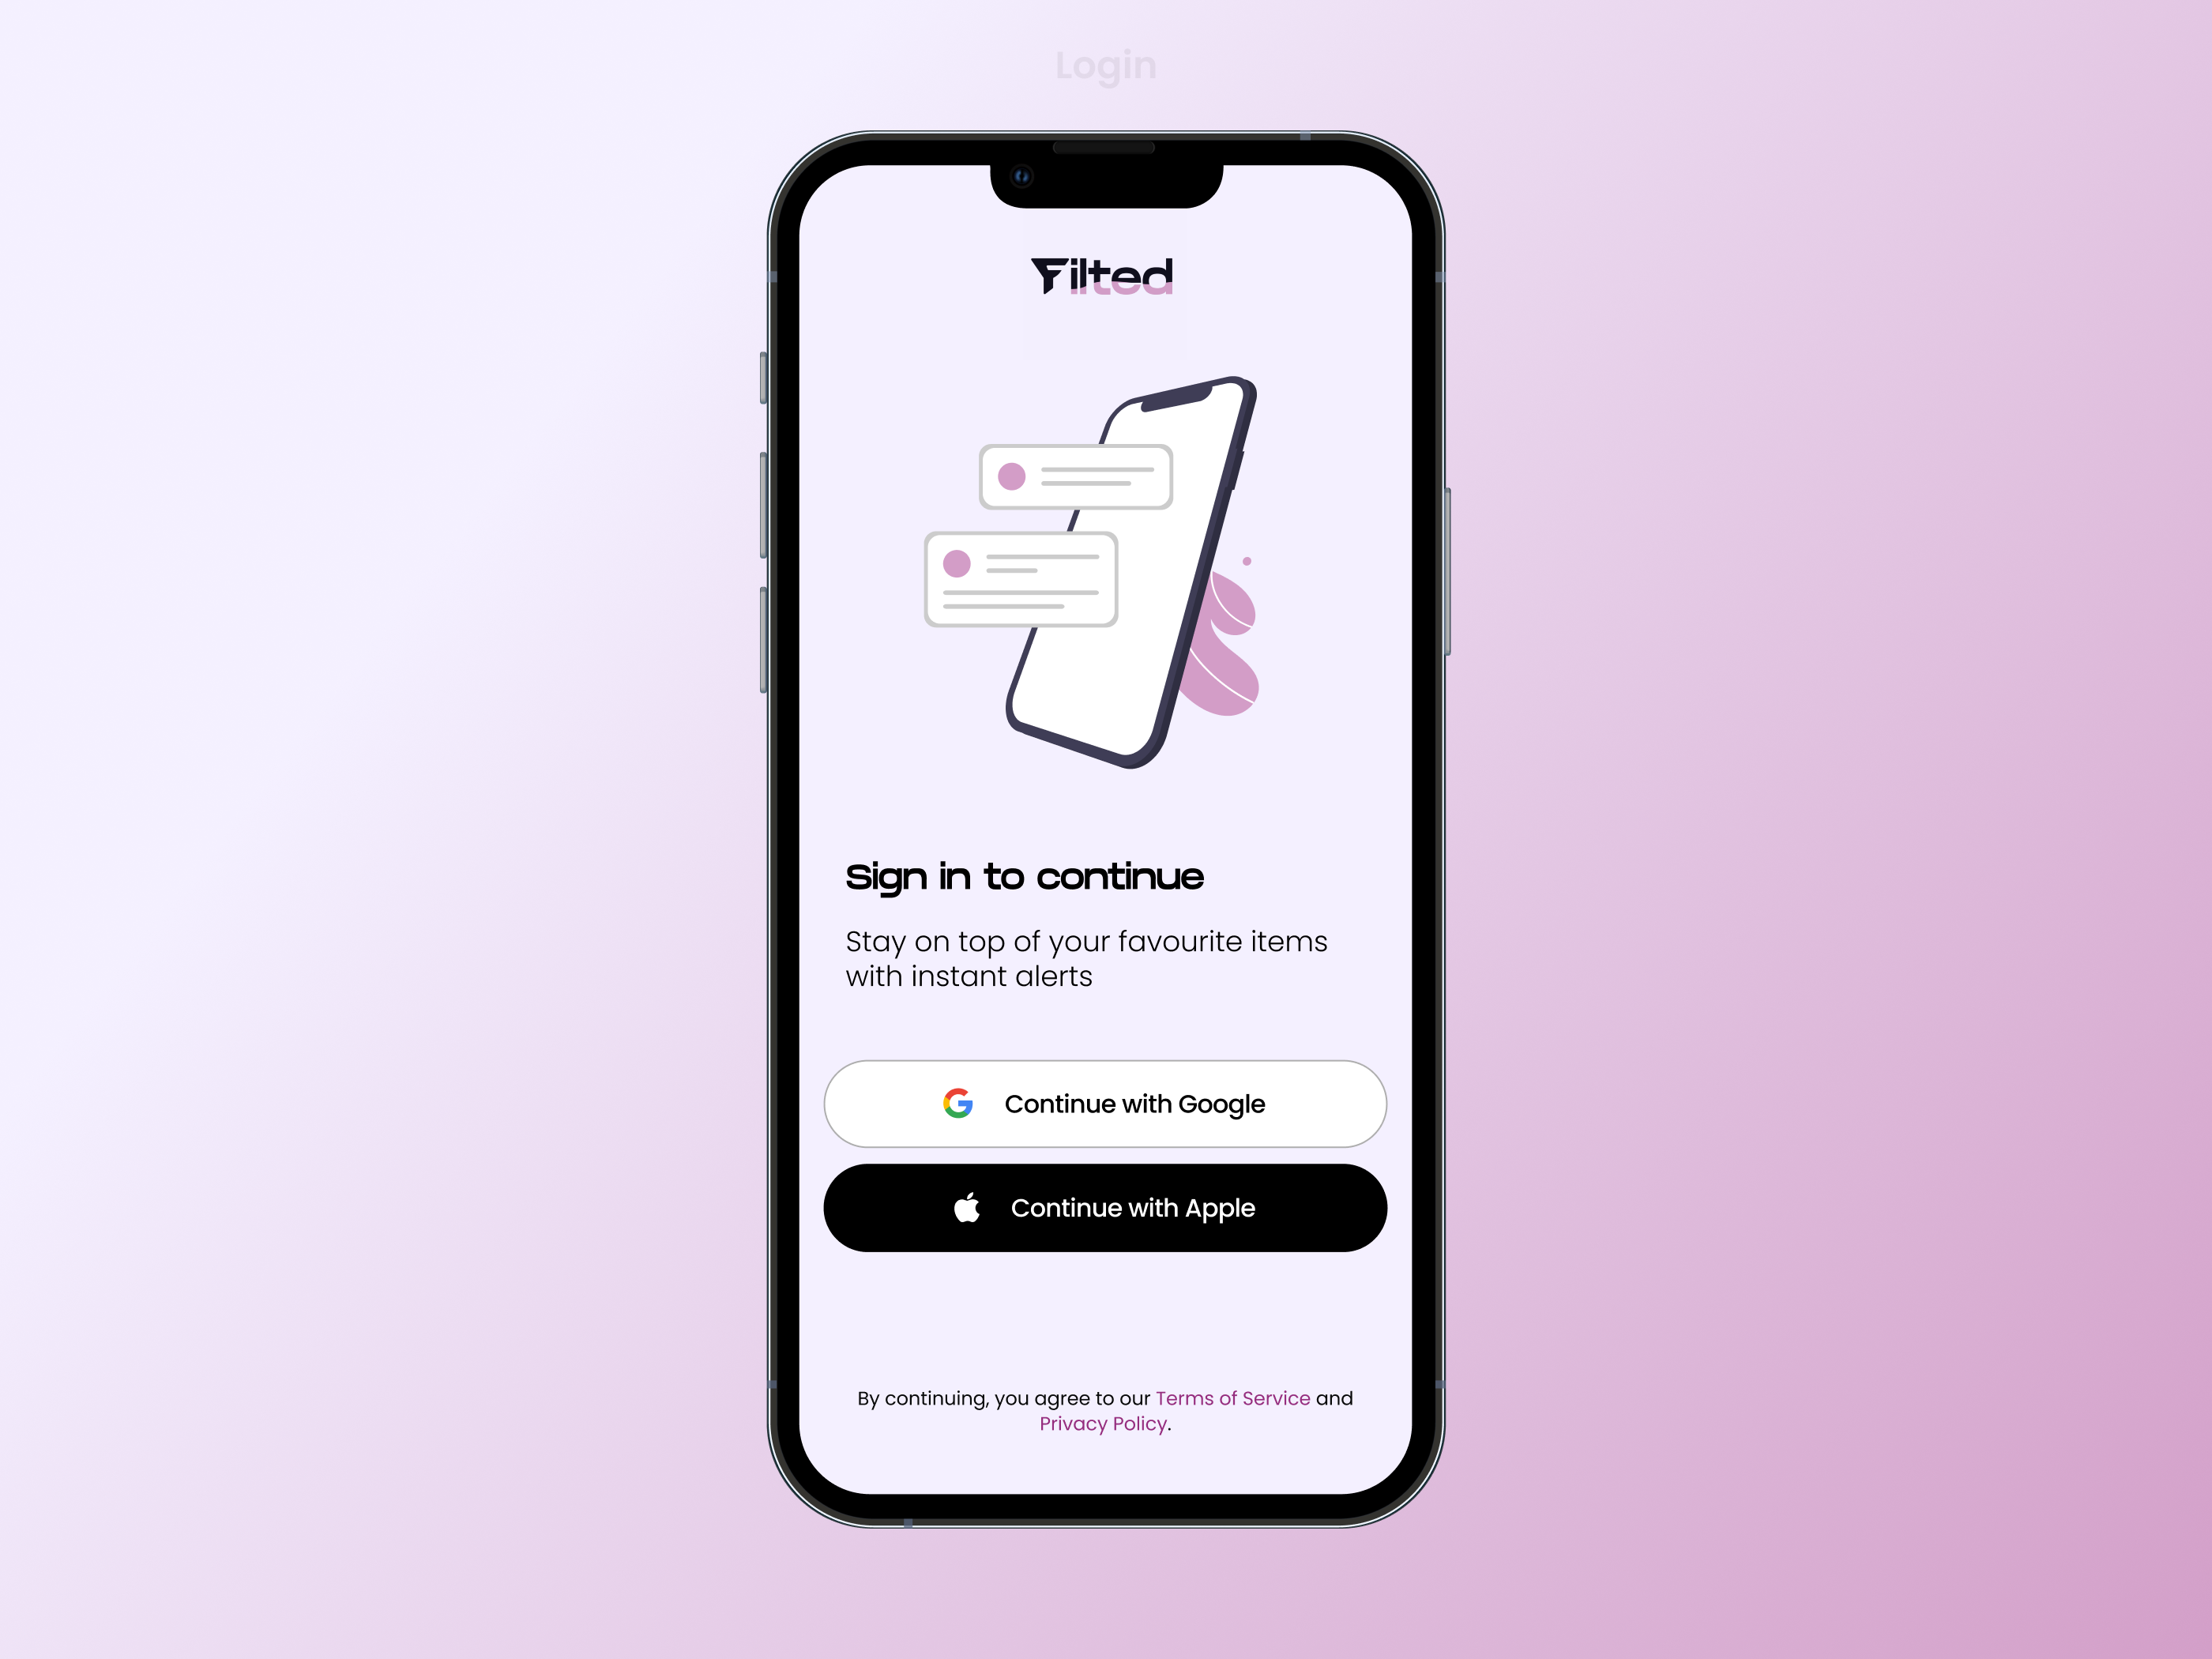 Login
Filted
Sign in to continue
Stay on top of your favourite items
with instant alerts
Continue with Google
Continue with Apple
By continuing, you agree to our Terms of Service and
Privacy Policy.